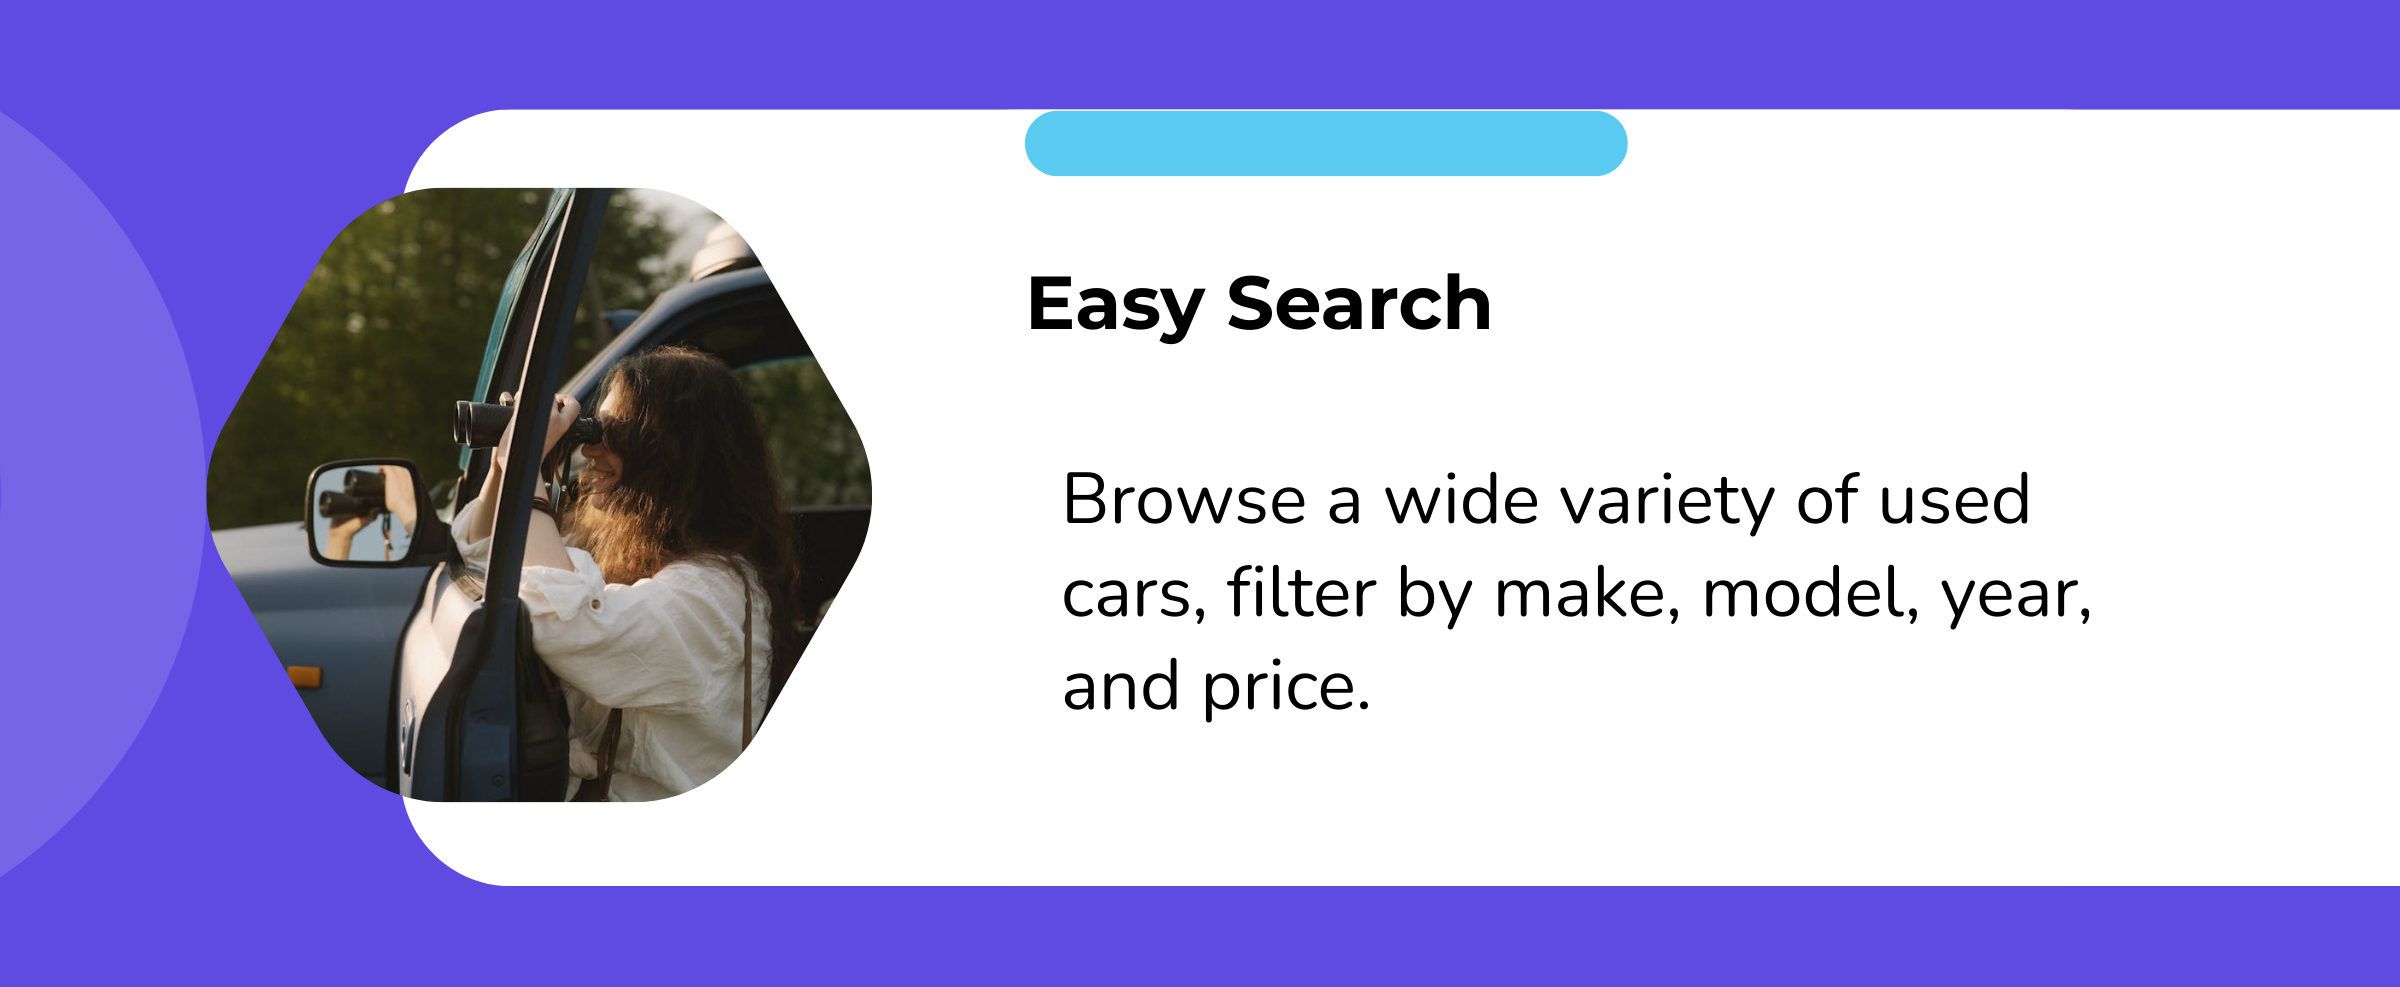 Easy Search
Browse a wide variety of used
cars, filter by make, model, year,
and price.